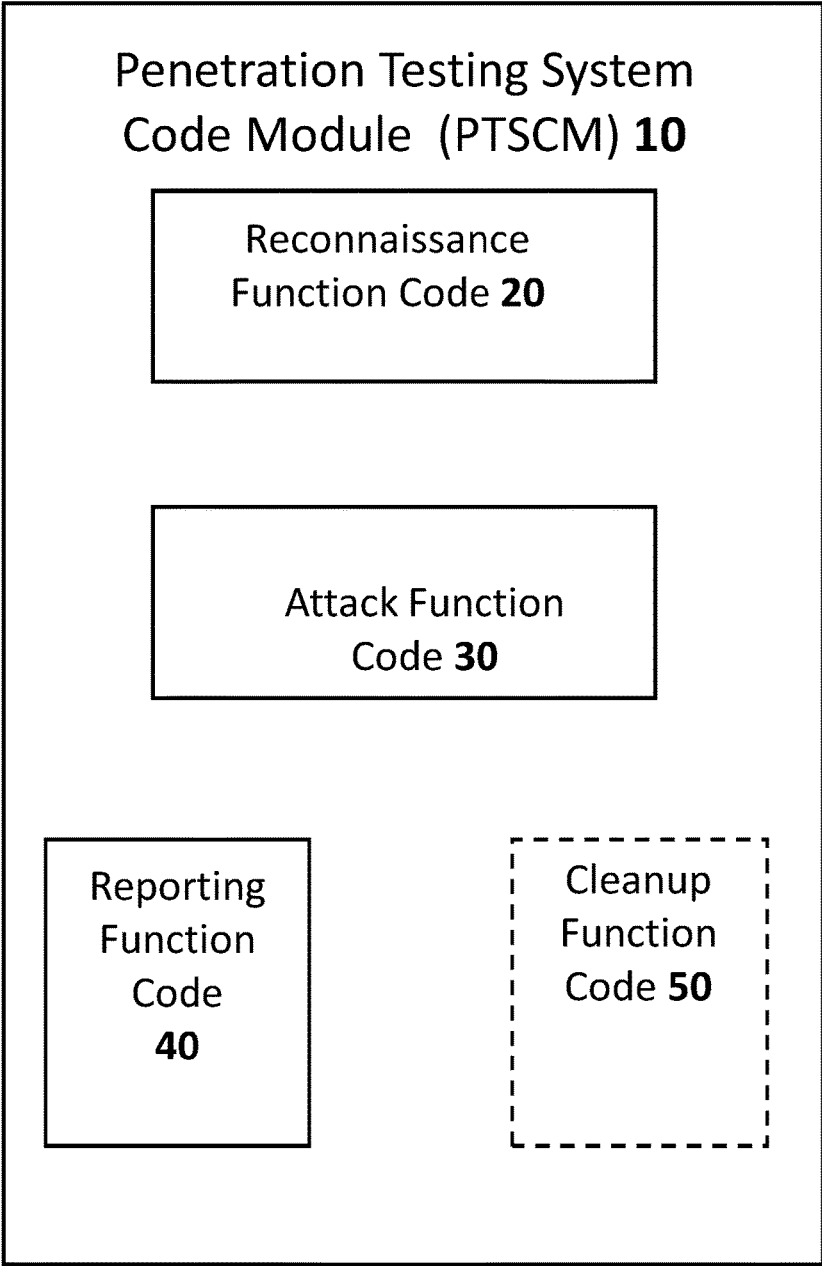 Penetration Testing System
Code Module (PTSCM) 10
Reconnaissance
Function Code 20
Attack Function
Code 30
Reporting
Function
Code
40
Cleanup
Function
Code 50